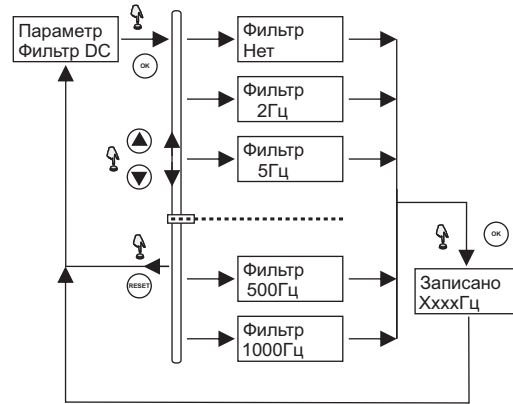 Параметр
Фильтр DC
OK
Фильтр
Нет
Фильтр
2Гц
Фильтр
5Гц
OK
RESET
Фильтр
500Гц
Записано
XxxxГц
Фильтр
1000Гц